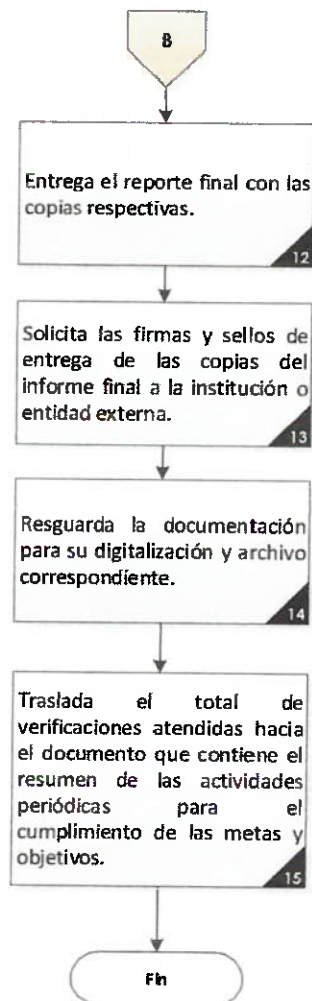 B
Entrega el reporte final con las
copias respectivas.
12
Solicita las firmas y sellos de
entrega de las copias del
informe final a la institución o
entidad externa.
13
Resguarda la documentación
para su digitalización y archivo
correspondiente.
14
Traslada el total de
verificaciones atendidas hacia
el documento que contiene el
resumen de las actividades
periódicas para el
cumplimiento de las metas y
objetivos.
15
Fin